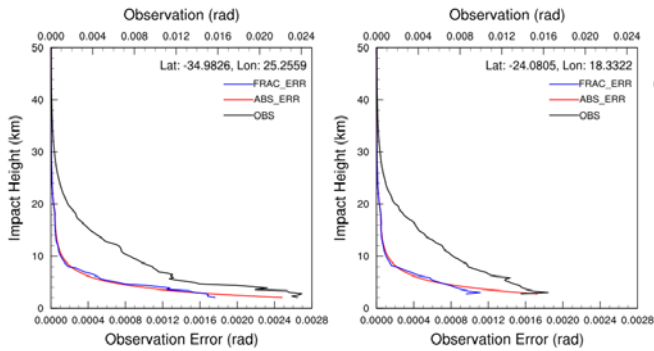 Observation (rad)
0.000 0.004 0.008 0.012 0.016 0.020 0.024
50
40
30
20
10
0
Impact Height (km)
Lat: -34.9826, Lon: 25.2559
FRAC_ERR
ABS_ERR
OBS
0.0000 0.0004 0.0008 0.0012 0.0016 0.0020 0.0024 0.0028
Observation Error (rad)
Observation (rad)
0.000 0.004 0.008 0.012 0.016 0.020 0.024
50
40
30
20
10
0
Impact Height (km)
Lat: -24.0805, Lon: 18.3322
FRAC_ERR
ABS_ERR
OBS
0.0000 0.0004 0.0008 0.0012 0.0016 0.0020 0.0024 0.0028
Observation Error (rad)